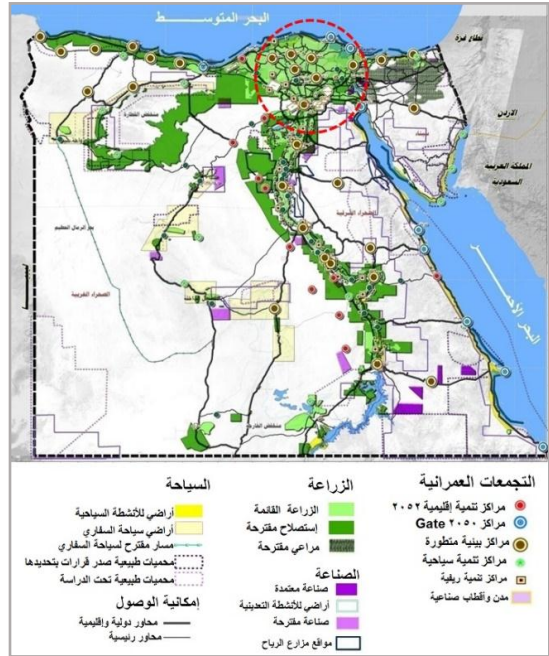 البحر المتوسط
قطاع غزة
الأردن
المملكة العربية
السعودية
سيناء
منخفض القطارة
الصحراء الشرقية
بحر الرمال العظيم
الصحراء الغربية
البحر الأحمر
التجمعات العمرانية
مراكز تنمية إقليمية ٢٠٥٢
مراكز ٢٠٥٠ Gate
مراكز بينية متطورة
مراكز تنمية سياحية
مراكز تنمية ريفية
مدن وأقطاب صناعية
الزراعة
الزراعة القائمة
إستصلاح مقترحة
مراعي مقترحة
الصناعة
صناعة معتمدة
أراضي للأنشطة التعدينية
صناعة مقترحة
مواقع مزارع الرياح
السياحة
أراضي للأنشطة السياحية
أراضي سياحة السفاري
مسار مقترح لسياحة السفاري
محميات طبيعية صدر قرارات بتحديدها
محميات طبيعية تحت الدراسة
إمكانية الوصول
محاور دولية وإقليمية
محاور رئيسية